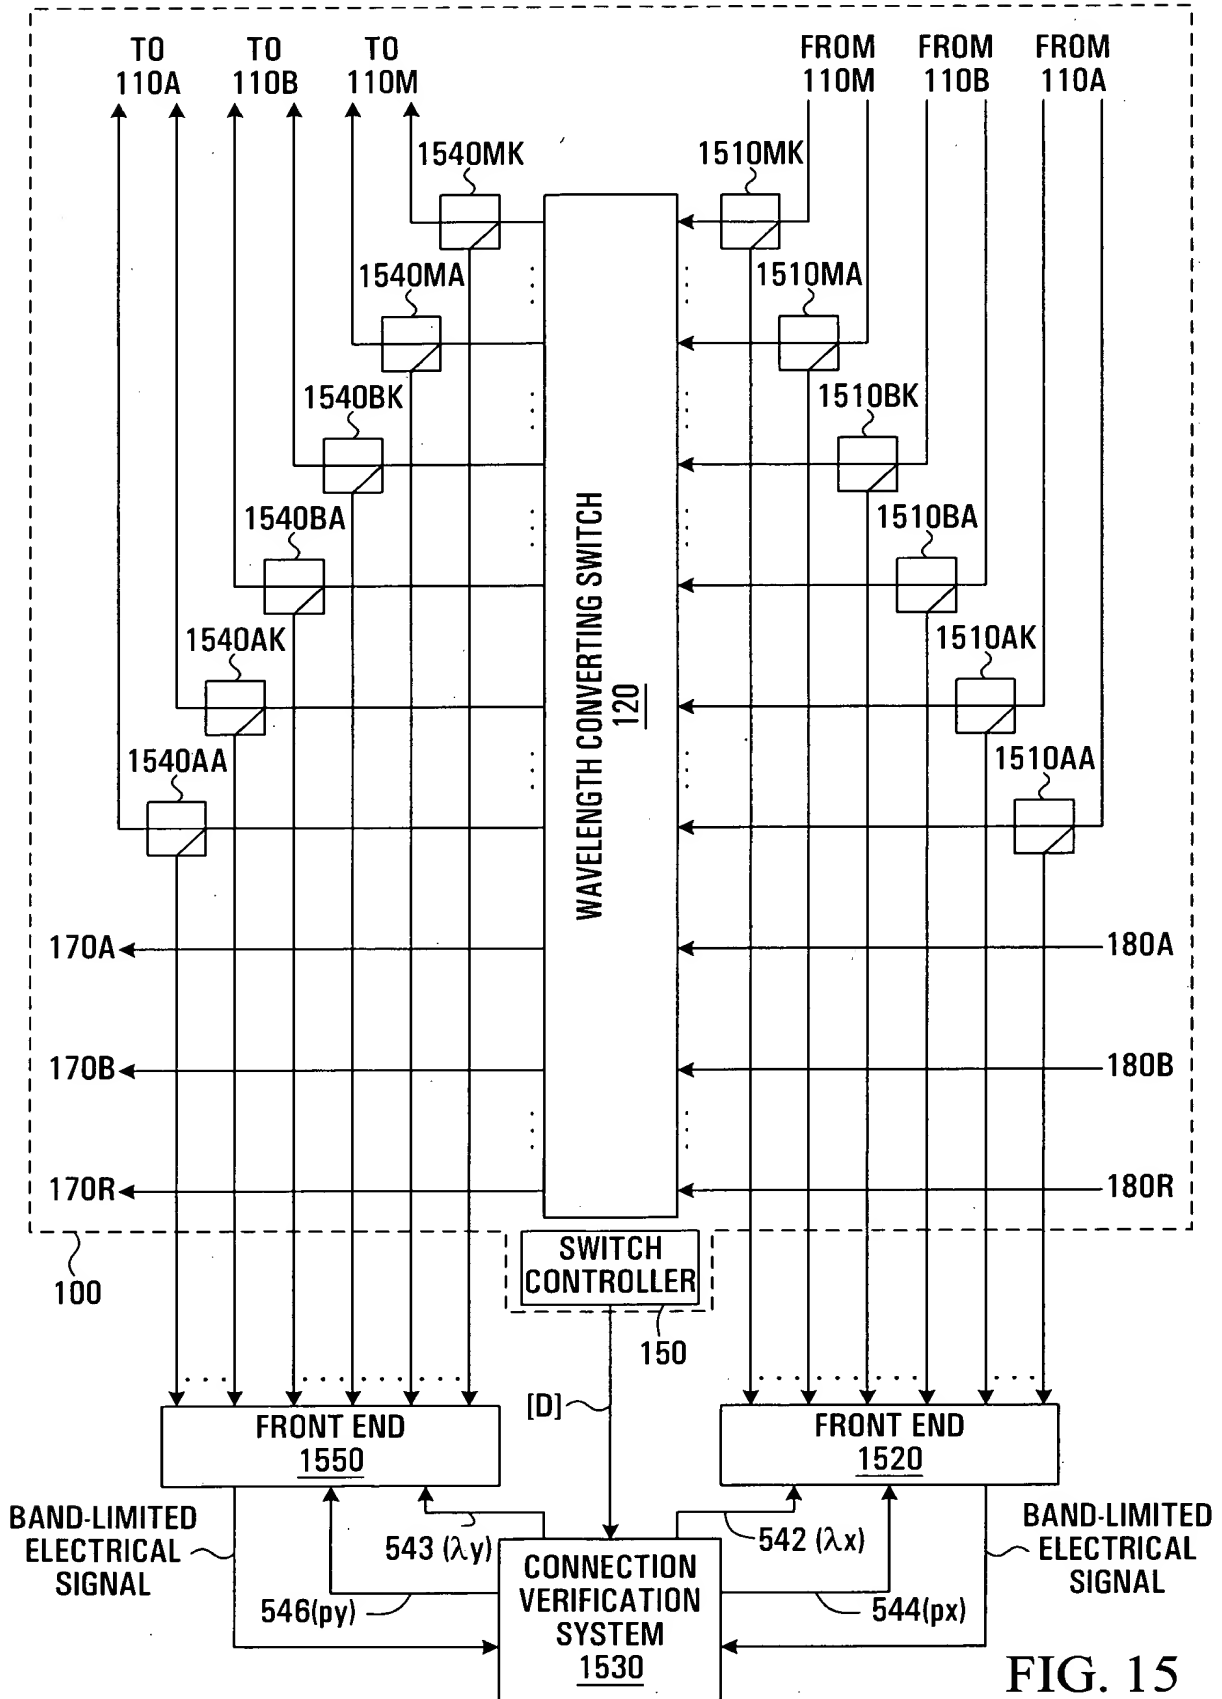 TO 110A
TO 110B
TO 110M
FROM 110M
FROM 110B
FROM 110A
1540MK
1510MK
1540MA
1510MA
1540BK
1510BK
1540BA
1510BA
1540AK
1510AK
1540AA
1510AA
WAVELENGTH CONVERTING SWITCH
120
170A
180A
170B
180B
170R
180R
100
SWITCH
CONTROLLER
150
[D]
FRONT END
1550
FRONT END
1520
BAND-LIMITED
ELECTRICAL
SIGNAL
543 (λy)
546(py)
CONNECTION
VERIFICATION
SYSTEM
1530
542 (λx)
544(px)
BAND-LIMITED
ELECTRICAL
SIGNAL
FIG. 15